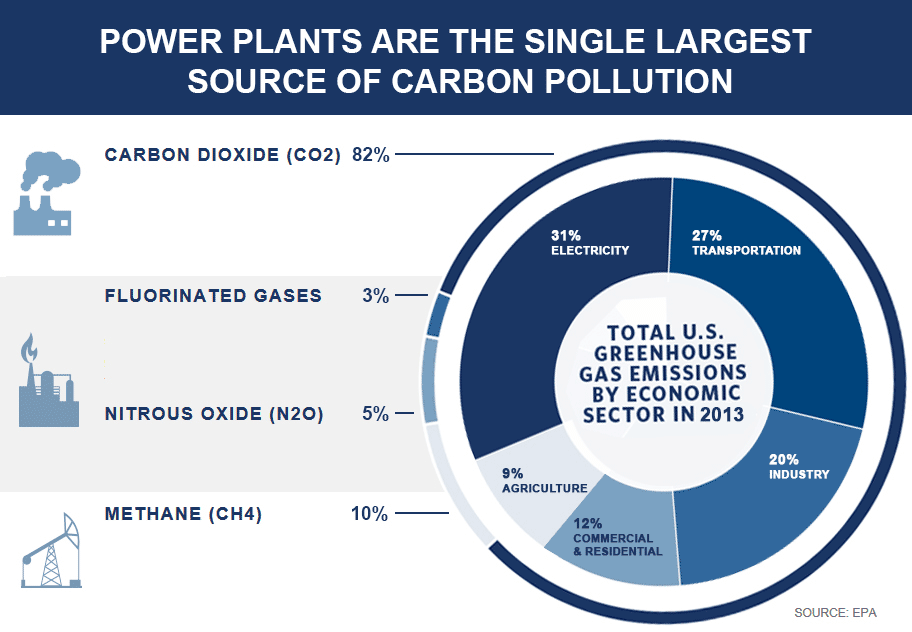 POWER PLANTS ARE THE SINGLE LARGEST
SOURCE OF CARBON POLLUTION
CARBON DIOXIDE (CO2) 82%
FLUORINATED GASES 3%
NITROUS OXIDE (N2O) 5%
METHANE (CH4) 10%
31%
ELECTRICITY
27%
TRANSPORTATION
TOTAL U.S.
GREENHOUSE
GAS EMISSIONS
BY ECONOMIC
SECTOR IN 2013
20%
INDUSTRY
9%
AGRICULTURE
12%
COMMERCIAL
& RESIDENTIAL
SOURCE: EPA